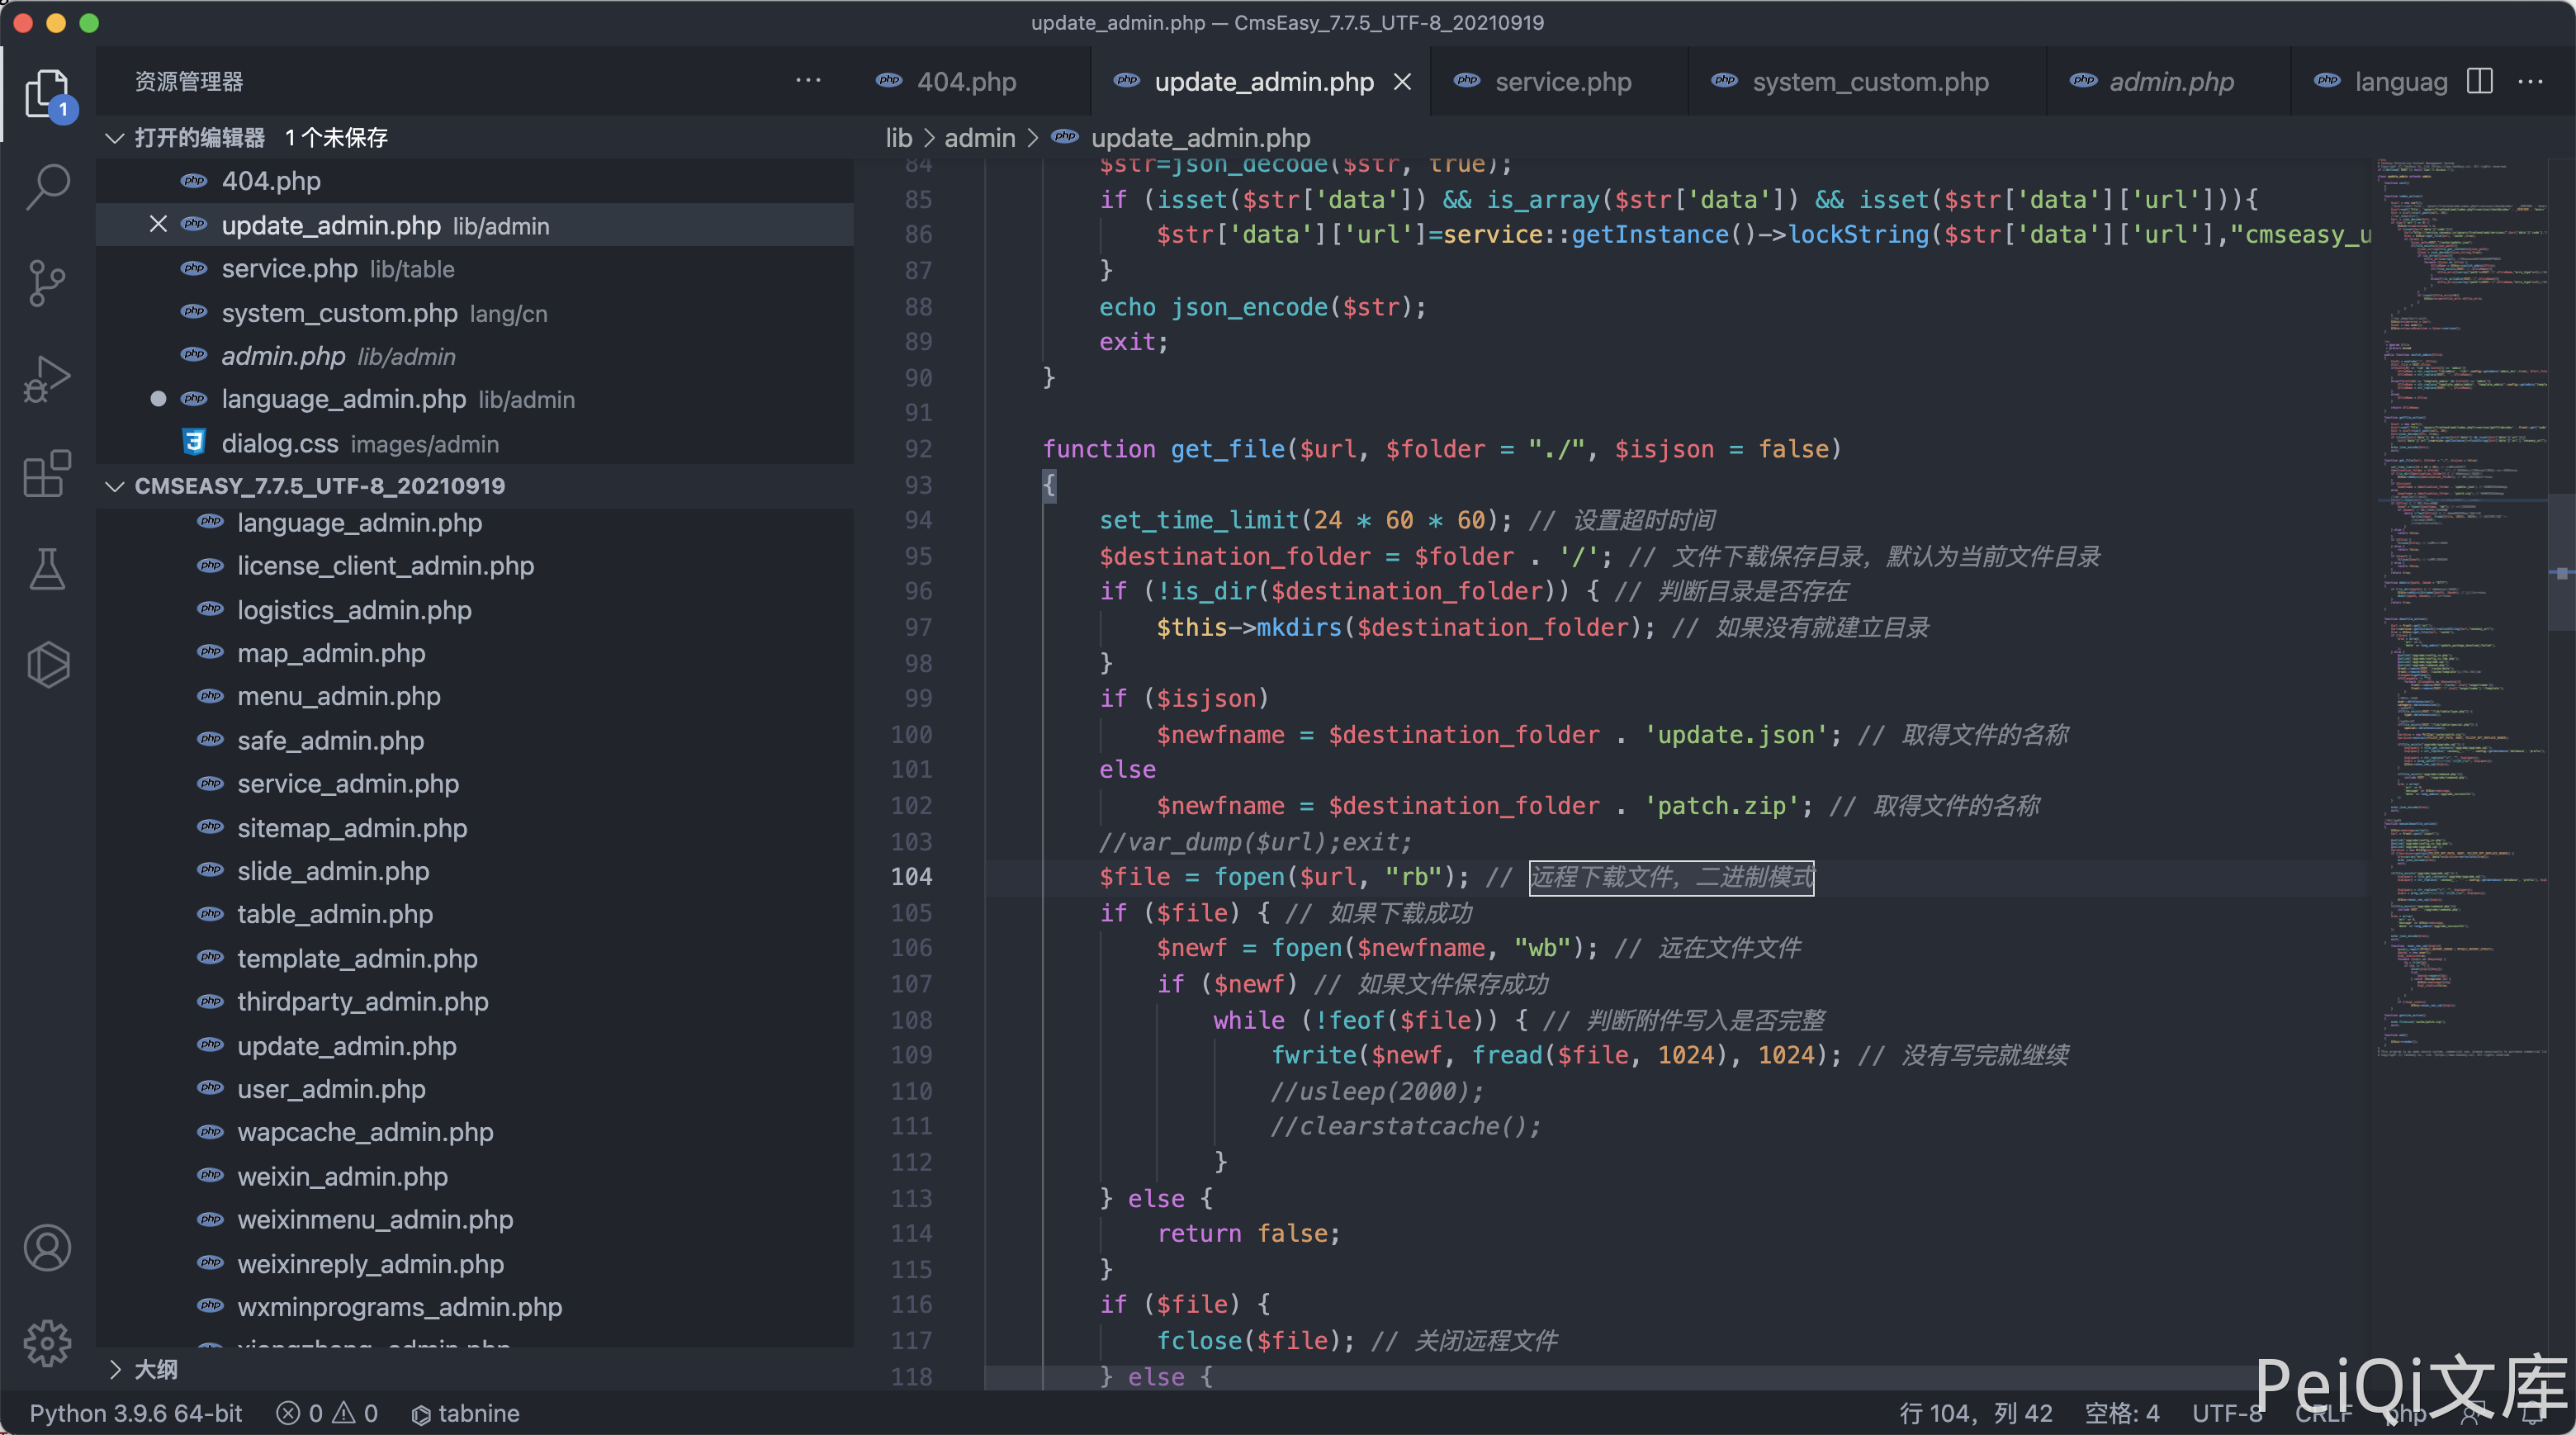 update_admin.php — CmsEasy_7.7.5_UTF-8_20210919
资源管理器
404.php
update_admin.php
service.php
system_custom.php
admin.php
languag
1
打开的编辑器 1 个未保存
404.php
update_admin.php lib/admin
service.php lib/table
system_custom.php lang/cn
admin.php lib/admin
language_admin.php lib/admin
dialog.css images/admin
CMSEASY_7.7.5_UTF-8_20210919
language_admin.php
license_client_admin.php
logistics_admin.php
map_admin.php
menu_admin.php
safe_admin.php
service_admin.php
sitemap_admin.php
slide_admin.php
table_admin.php
template_admin.php
thirdparty_admin.php
update_admin.php
user_admin.php
wapcache_admin.php
weixin_admin.php
weixinmenu_admin.php
weixinreply_admin.php
wxminprograms_admin.php
大纲
lib > admin > update_admin.php
84 $str=json_decode($str, true);
85 if (isset($str['data']) && is_array($str['data']) && isset($str['data']['url'])){
86 $str['data']['url']=service::getInstance()->lockString($str['data']['url'],"cmseasy_u
87 }
88 echo json_encode($str);
89 exit;
90 }
91
92 function get_file($url, $folder = "./", $isjson = false)
93 {
94 set_time_limit(24 * 60 * 60); // 设置超时时间
95 $destination_folder = $folder . '/'; // 文件下载保存目录，默认为当前文件目录
96 if (!is_dir($destination_folder)) { // 判断目录是否存在
97 $this->mkdirs($destination_folder); // 如果没有就建立目录
98 }
99 if ($isjson)
100 $newfname = $destination_folder . 'update.json'; // 取得文件的名称
101 else
102 $newfname = $destination_folder . 'patch.zip'; // 取得文件的名称
103 //var_dump($url);exit;
104 $file = fopen($url, "rb"); // 远程下载文件，二进制模式
105 if ($file) { // 如果下载成功
106 $newf = fopen($newfname, "wb"); // 远在文件文件
107 if ($newf) // 如果文件保存成功
108 while (!feof($file)) { // 判断附件写入是否完整
109 fwrite($newf, fread($file, 1024), 1024); // 没有写完就继续
110 //usleep(2000);
111 //clearstatcache();
112 }
113 } else {
114 return false;
115 }
116 if ($file) {
117 fclose($file); // 关闭远程文件
118 } else {
PeiQi文库
Python 3.9.6 64-bit 0 0 tabnine
行 104，列 42 空格: 4 UTF-8 CRLF php